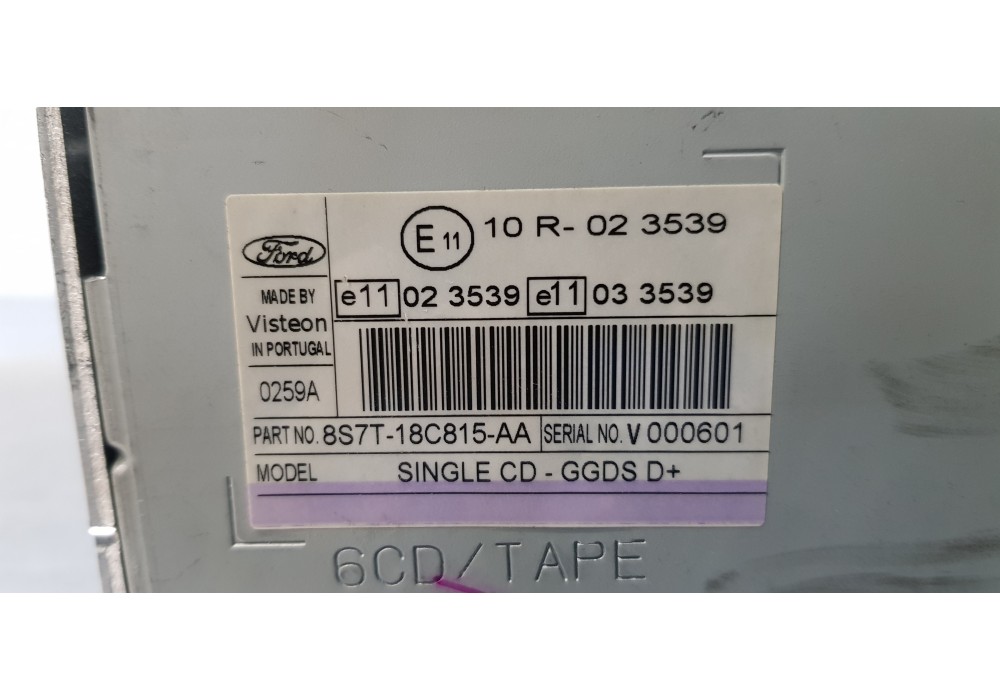 E 11 10 R- 02 3539
Ford
e11 02 3539 e11 03 3539
MADE BY
Visteon
IN PORTUGAL
0259A
PART NO. 8S7T-18C815-AA SERIAL NO. V 000601
MODEL SINGLE CD - GGDS D+
6CD/TAPE